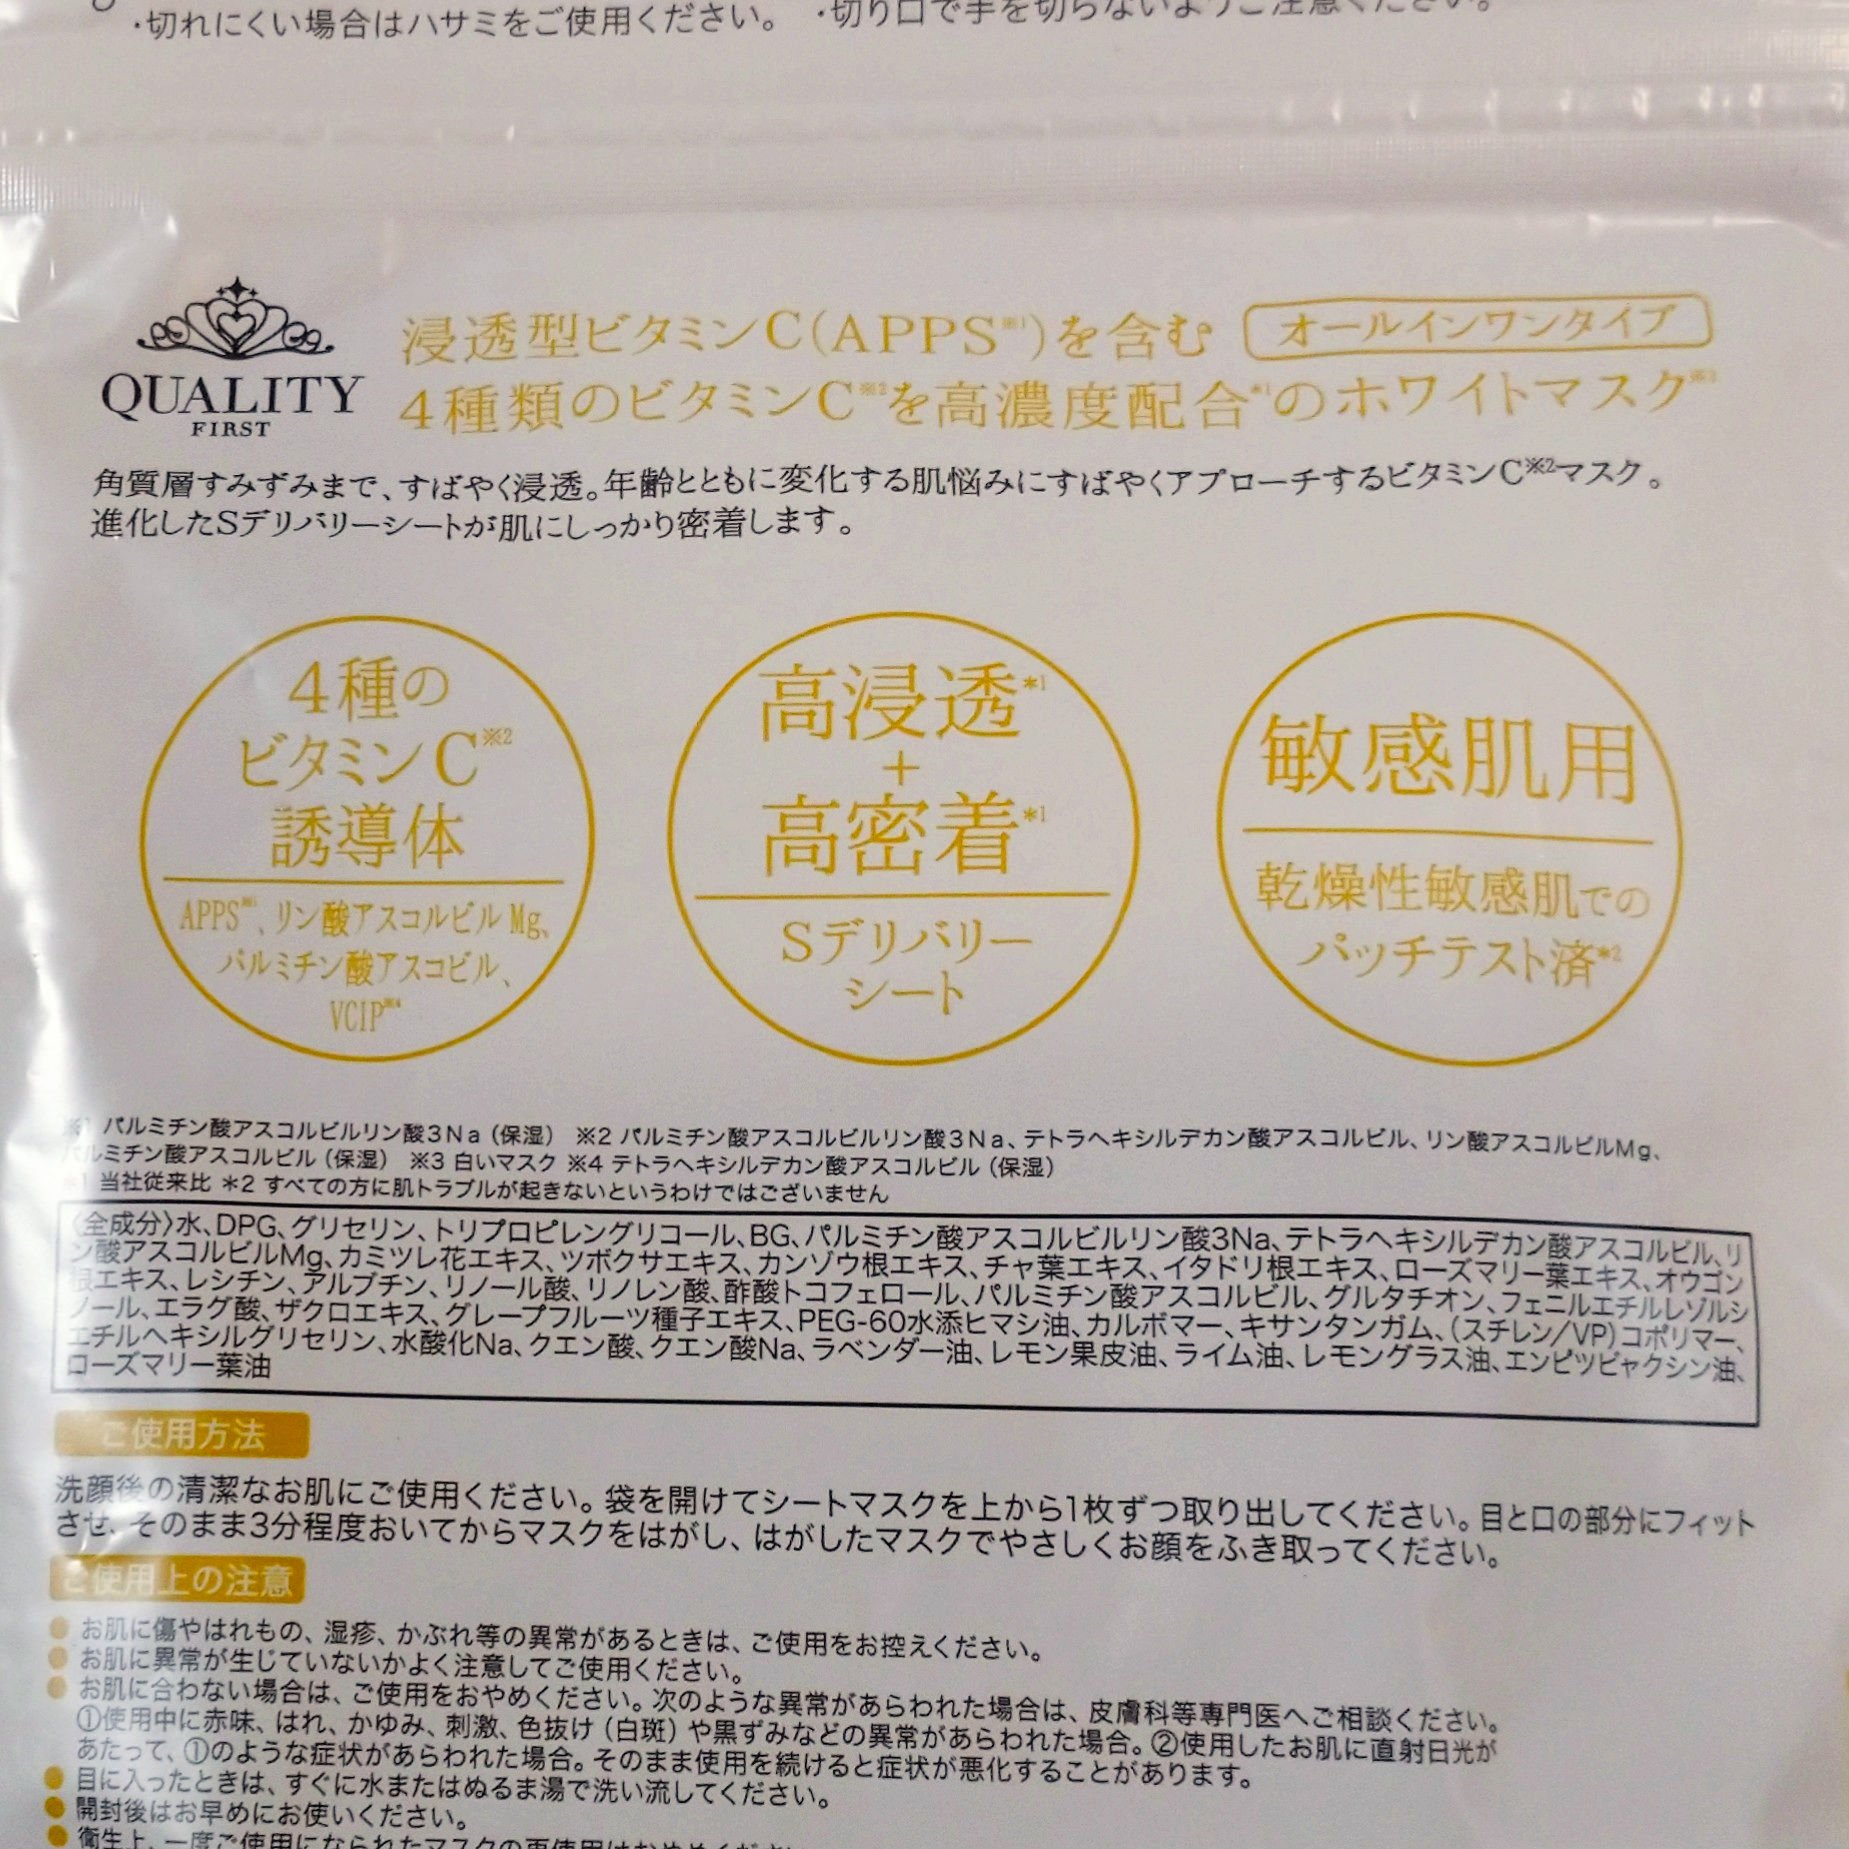 ・切れにくい場合はハサミをご使用ください。 ・切り口で手を切らないようご注意ください。
QUALITY
FIRST
浸透型ビタミンC(APPS※1)を含む オールインワンタイプ
4種類のビタミンC※2を高濃度配合*1のホワイトマスク※3
角質層すみずみまで、すばやく浸透。年齢とともに変化する肌悩みにすばやくアプローチするビタミンC※2マスク。
進化したSデリバリーシートが肌にしっかり密着します。
4種の
ビタミンC※2
誘導体
APPS※1、リン酸アスコルビルMg、
パルミチン酸アスコビル、
VCIP※4
高浸透*1
+
高密着*1
Sデリバリー
シート
敏感肌用
乾燥性敏感肌での
パッチテスト済*2
※1 パルミチン酸アスコルビルリン酸3Na（保湿） ※2 パルミチン酸アスコルビルリン酸3Na、テトラヘキシルデカン酸アスコルビル、リン酸アスコルビルMg、
パルミチン酸アスコビル（保湿） ※3 白いマスク ※4 テトラヘキシルデカン酸アスコルビル（保湿）
*1 当社従来比 *2 すべての方に肌トラブルが起きないというわけではございません
〈全成分〉水、DPG、グリセリン、トリプロピレングリコール、BG、パルミチン酸アスコルビルリン酸3Na、テトラヘキシルデカン酸アスコルビル、リ
ン酸アスコルビルMg、カミツレ花エキス、ツボクサエキス、カンゾウ根エキス、チャ葉エキス、イタドリ根エキス、ローズマリー葉エキス、オウゴン
根エキス、レシチン、アルブチン、リノール酸、リノレン酸、酢酸トコフェロール、パルミチン酸アスコルビル、グルタチオン、フェニルエチルレゾルシ
ノール、エラグ酸、ザクロエキス、グレープフルーツ種子エキス、PEG-60水添ヒマシ油、カルボマー、キサンタンガム、(スチレン/VP)コポリマー、
エチルヘキシルグリセリン、水酸化Na、クエン酸、クエン酸Na、ラベンダー油、レモン果皮油、ライム油、レモングラス油、エンピツビャクシン油、
ローズマリー葉油
ご使用方法
洗顔後の清潔なお肌にご使用ください。袋を開けてシートマスクを上から1枚ずつ取り出してください。目と口の部分にフィット
させ、そのまま3分程度おいてからマスクをはがし、はがしたマスクでやさしくお顔をふき取ってください。
ご使用上の注意
●お肌に傷やはれもの、湿疹、かぶれ等の異常があるときは、ご使用をお控えください。
●お肌に異常が生じていないかよく注意してご使用ください。
●お肌に合わない場合は、ご使用をおやめください。次のような異常があらわれた場合は、皮膚科等専門医へご相談ください。
①使用中に赤味、はれ、かゆみ、刺激、色抜け（白斑）や黒ずみなどの異常があらわれた場合。②使用したお肌に直射日光が
あたって、①のような症状があらわれた場合。そのまま使用を続けると症状が悪化することがあります。
●目に入ったときは、すぐに水またはぬるま湯で洗い流してください。
●開封後はお早めにお使いください。
●衛生上、一度ご使用になられたマスクの再使用はおやめください。